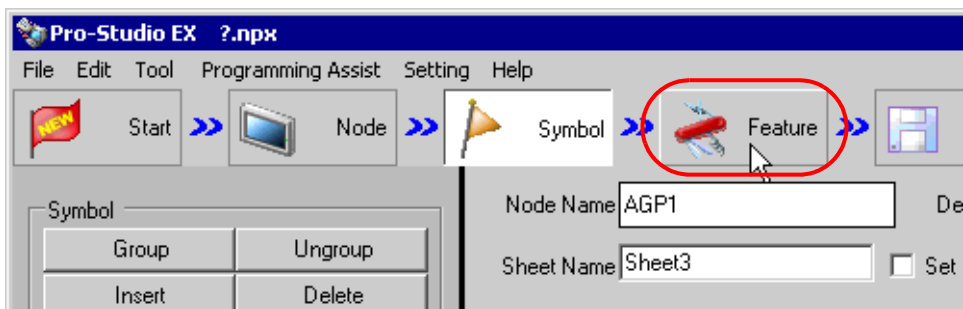 Pro-Studio EX ?.npx
File Edit Tool Programming Assist Setting Help
NEW Start Node Symbol Feature
Symbol
Group Ungroup
Insert Delete
Node Name AGP1 De
Sheet Name Sheet3 Set